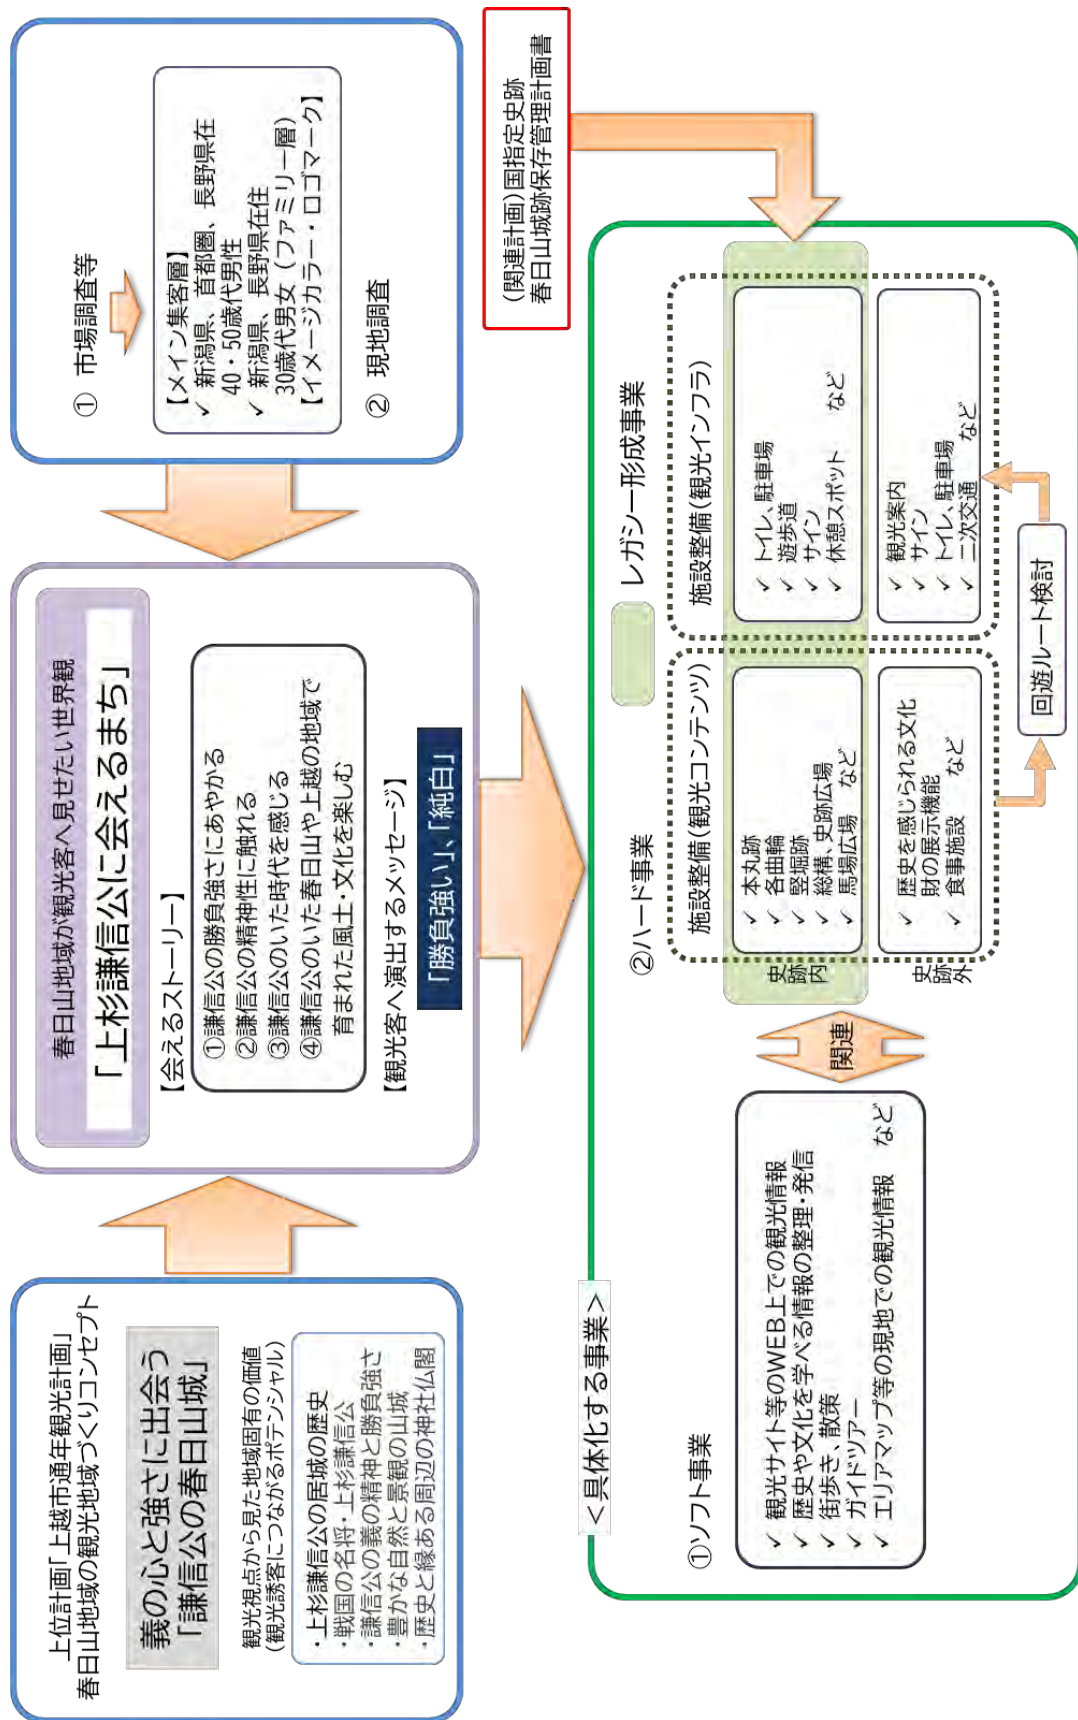 上位計画「上越市通年観光計画」
春日山地域の観光地域づくりコンセプト
義の心と強さに出会う
「謙信公の春日山城」
観光視点から見た地域固有の価値
(観光誘客につながるポテンシャル)
・上杉謙信公の居城の歴史
・戦国の名将・上杉謙信公
・謙信公の義の精神と勝負強さ
・豊かな自然と景観の山城
・歴史と縁ある周辺の神社仏閣
春日山地域が観光客へ見せたい世界観
「上杉謙信公に会えるまち」
【会えるストーリー】
①謙信公の勝負強さにあやかる
②謙信公の精神性に触れる
③謙信公のいた時代を感じる
④謙信公のいた春日山や上越の地域で
育まれた風土・文化を楽しむ
【観光客へ演出するメッセージ】
「勝負強い」、「純白」
① 市場調査等
【メイン集客層】
✓ 新潟県、首都圏、長野県在
40・50歳代男性
✓ 新潟県、長野県在住
30歳代男女（ファミリー層）
【イメージカラー・ロゴマーク】
② 現地調査
(関連計画)国指定史跡
春日山城跡保存管理計画書
＜具体化する事業＞
①ソフト事業
✓ 観光サイト等のWEB上での観光情報
✓ 歴史や文化を学べる情報の整理・発信
✓ 街歩き、散策
✓ ガイドツアー
✓ エリアマップ等の現地での観光情報 など
関連
②ハード事業
レガシー形成事業
施設整備(観光コンテンツ)
施設整備(観光インフラ)
史跡内
✓ 本丸跡
✓ 各曲輪
✓ 竪堀跡
✓ 総構、史跡広場
✓ 馬場広場 など
✓ トイレ、駐車場
✓ 遊歩道
✓ サイン
✓ 休憩スポット など
史跡外
✓ 歴史を感じられる文化
財の展示機能
✓ 食事施設 など
✓ 観光案内
✓ サイン
✓ トイレ、駐車場
✓ 二次交通 など
回遊ルート検討